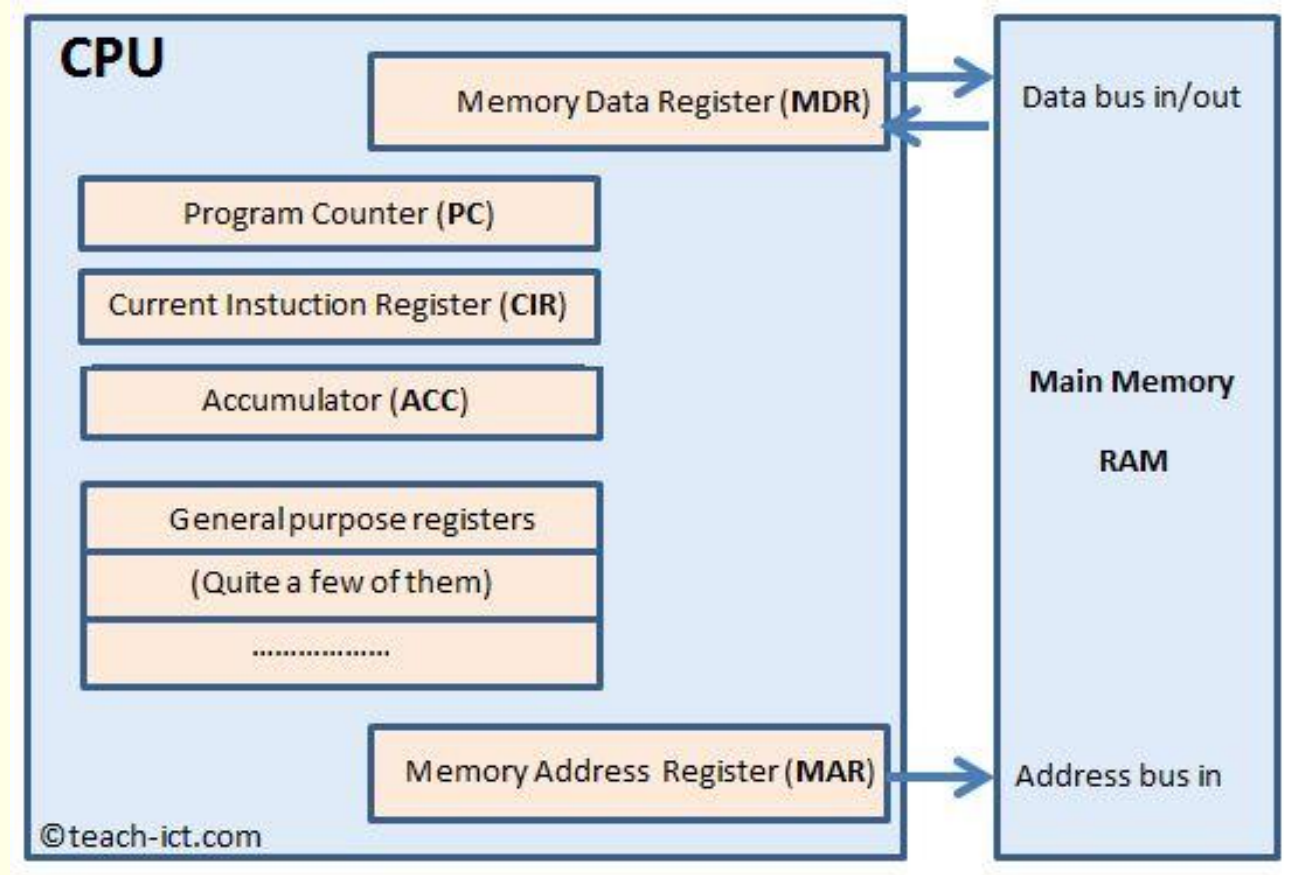 CPU
Memory Data Register (MDR)
Data bus in/out
Program Counter (PC)
Current Instuction Register (CIR)
Accumulator (ACC)
Main Memory
RAM
General purpose registers
(Quite a few of them)
..................
Memory Address Register (MAR)
Address bus in
©teach-ict.com